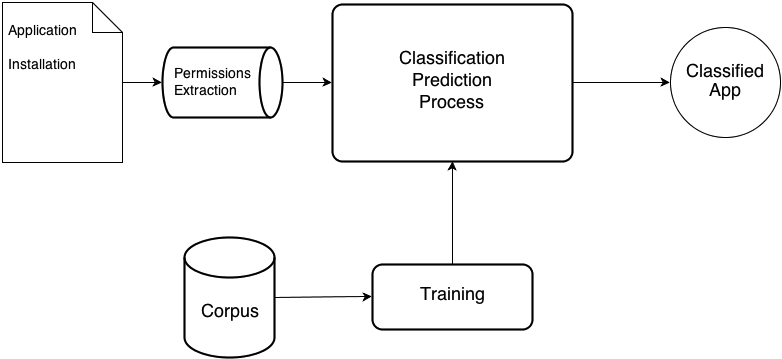 Application
Installation
Permissions
Extraction
Classification
Prediction
Process
Classified
App
Corpus
Training